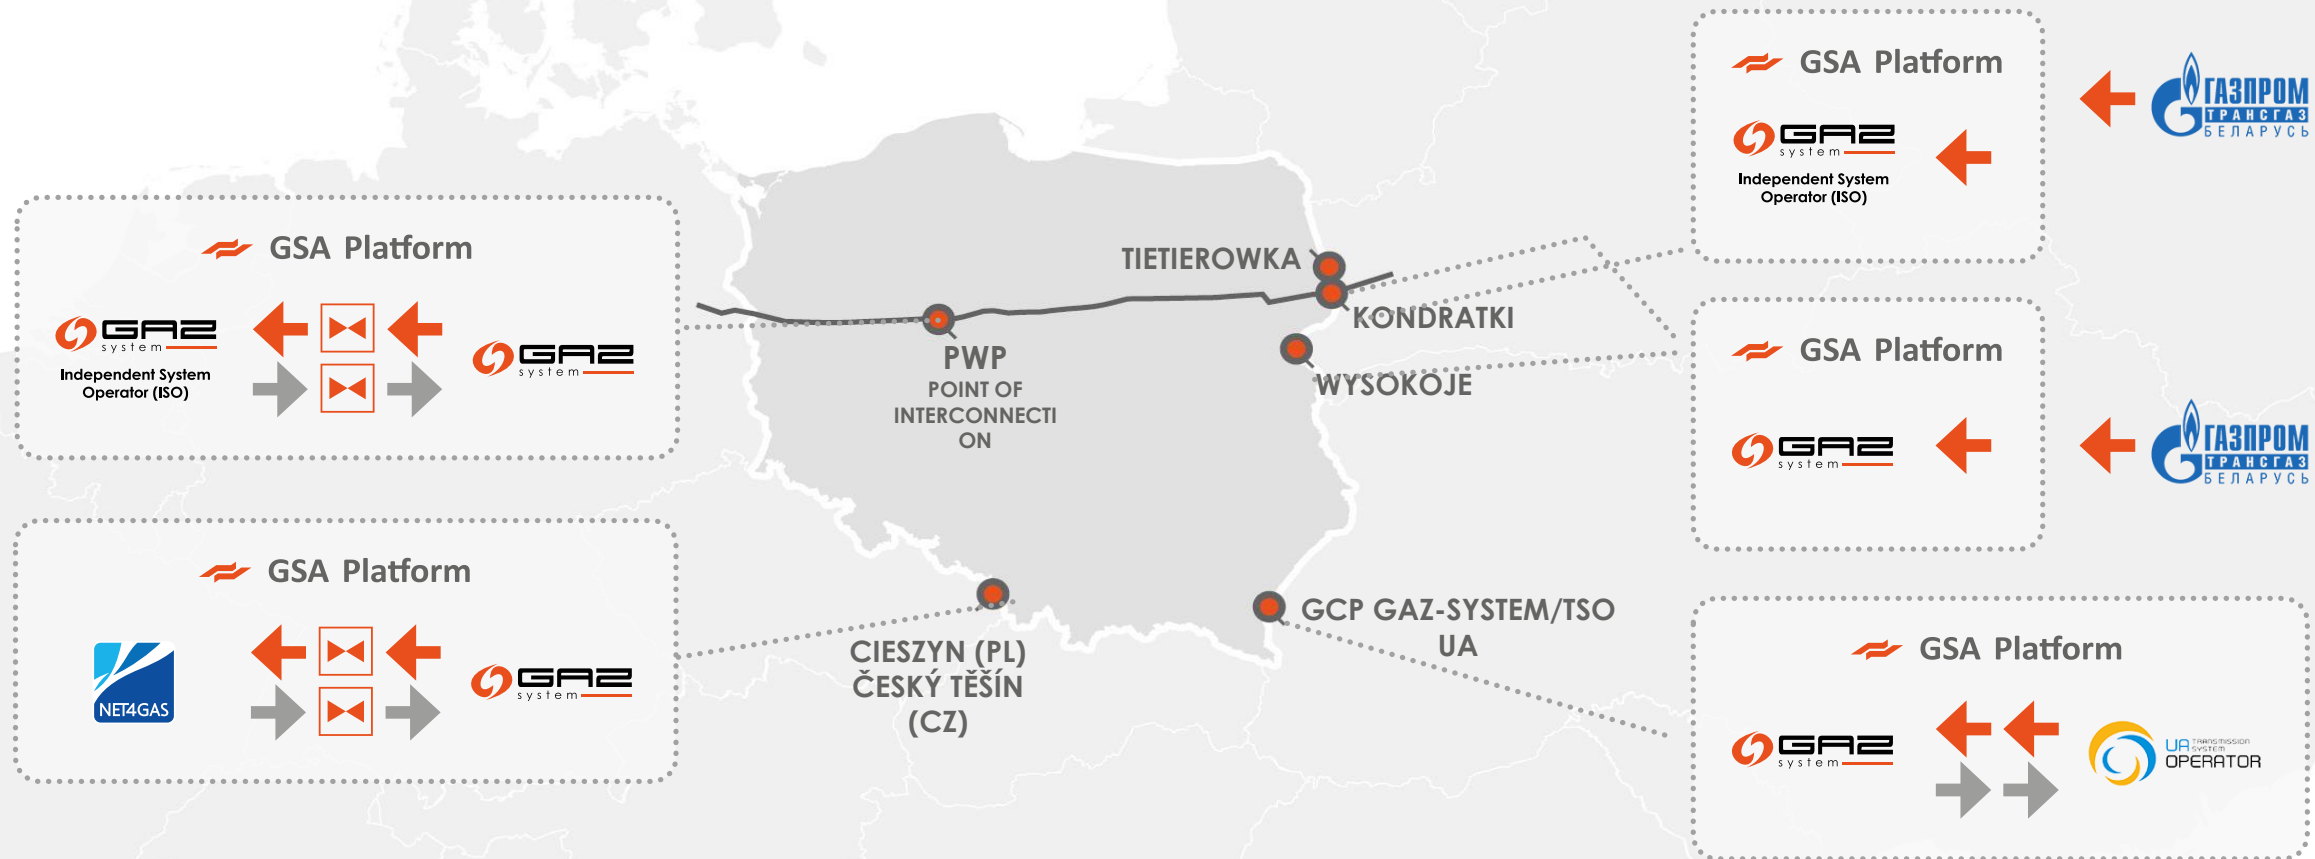 GSA Platform
GAZ
system
Independent System
Operator (ISO)
GAZ
system
GSA Platform
NET4GAS
GAZ
system
TIETIEROWKA
KONDRATKI
PWP
POINT OF
INTERCONNECTI
ON
WYSOKOJE
CIESZYN (PL)
ČESKÝ TĚŠÍN
(CZ)
GCP GAZ-SYSTEM/TSO
UA
GSA Platform
GAZ
system
Independent System
Operator (ISO)
ГАЗПРОМ
ТРАНСГАЗ
БЕЛАРУСЬ
GSA Platform
GAZ
system
ГАЗПРОМ
ТРАНСГАЗ
БЕЛАРУСЬ
GSA Platform
GAZ
system
UA TRANSMISSION
SYSTEM
OPERATOR